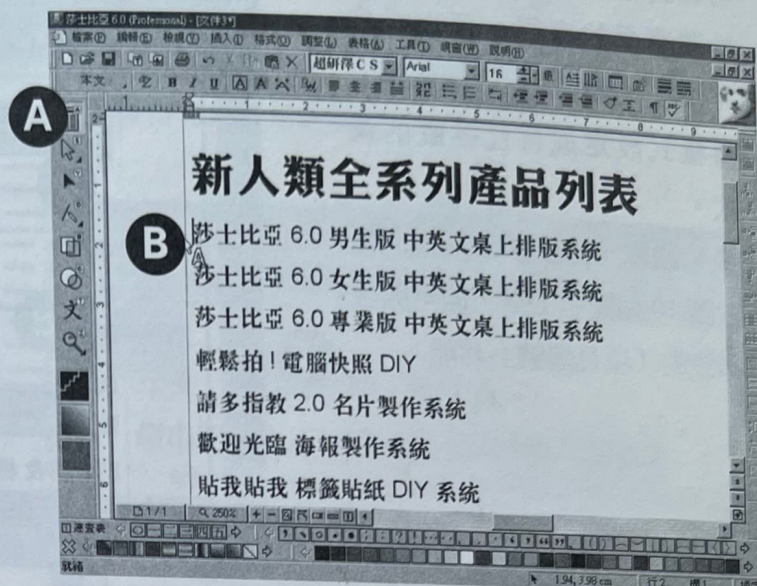 莎士比亞 6.0 (Professional) - [文件3*]
檔案(F) 編輯(E) 檢視(V) 插入(I) 格式(O) 調整(L) 表格(A) 工具(T) 視窗(W) 說明(H)
超研澤CS Arial 16
本文 B I U
A
新人類全系列產品列表
B
莎士比亞 6.0 男生版 中英文桌上排版系統
莎士比亞 6.0 女生版 中英文桌上排版系統
莎士比亞 6.0 專業版 中英文桌上排版系統
輕鬆拍!電腦快照 DIY
請多指教 2.0 名片製作系統
歡迎光臨 海報製作系統
貼我貼我 標籤貼紙 DIY 系統
1/1 250%
一二三四五
就緒 1.94, 3.98 cm 行2